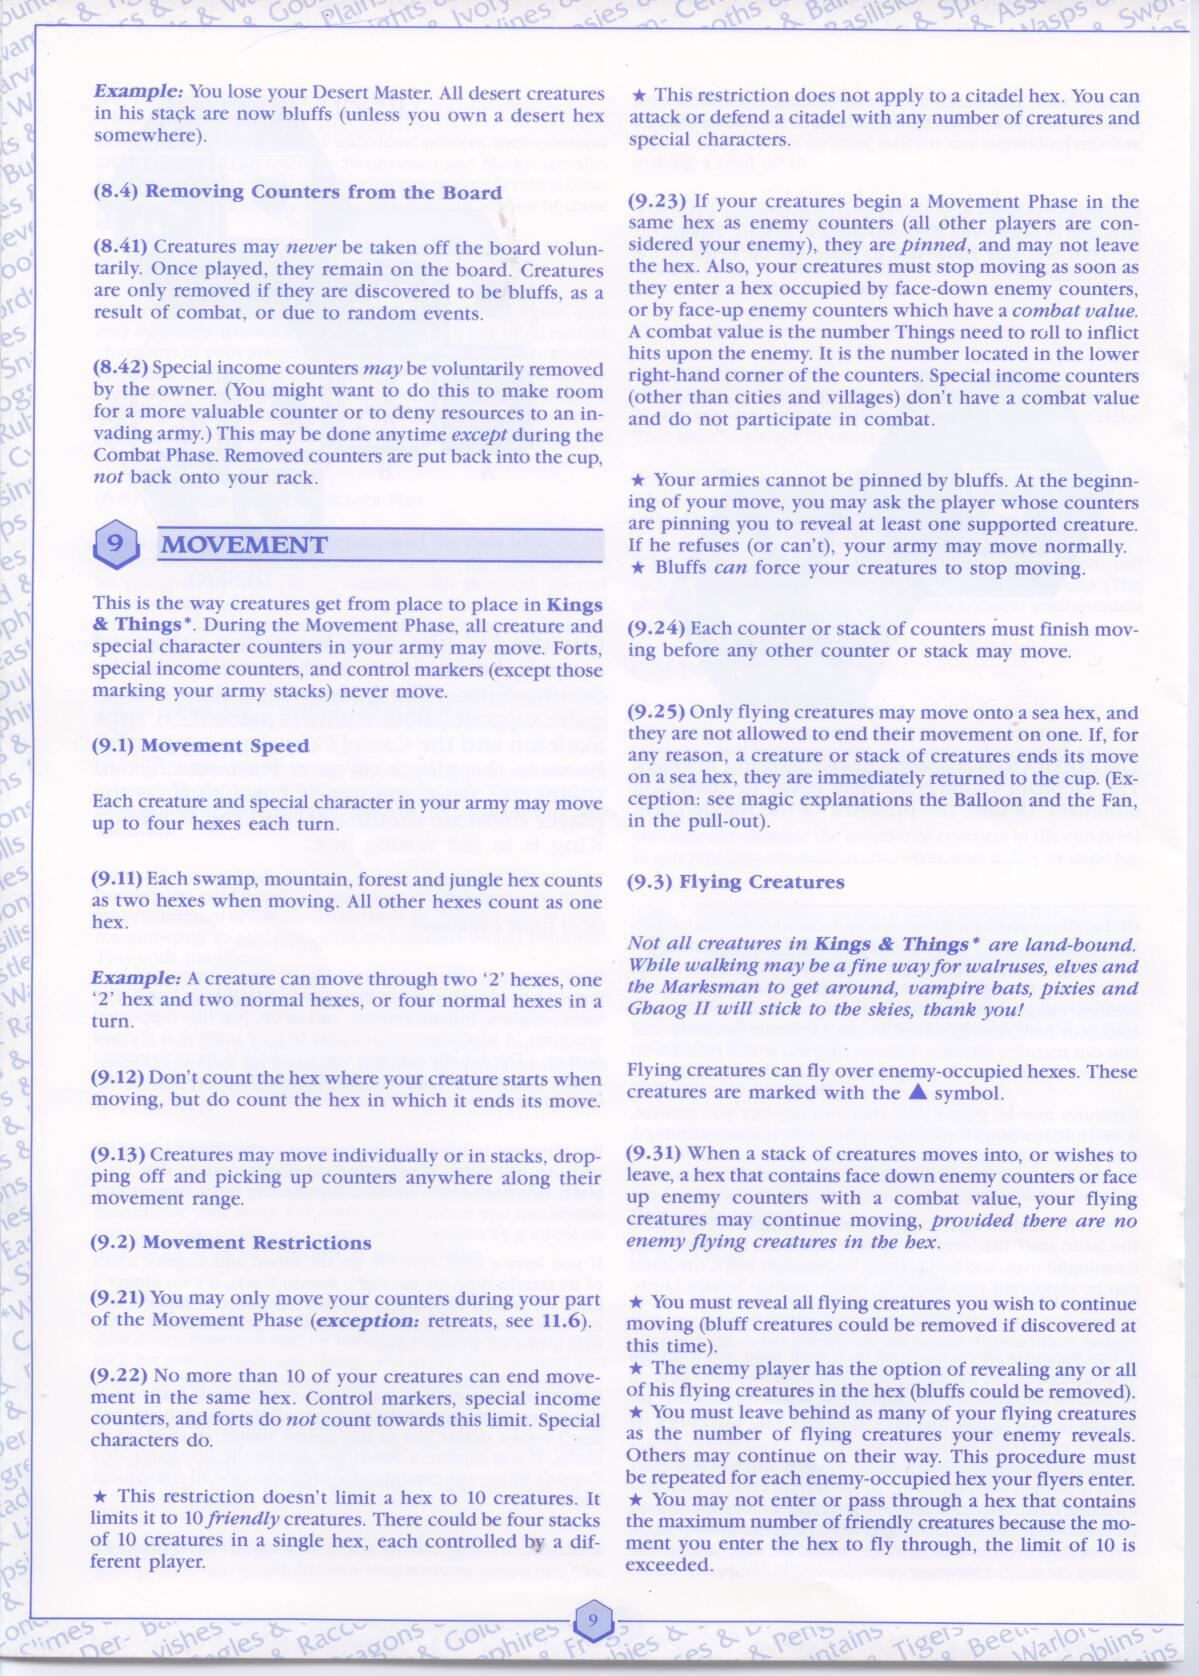 Example: You lose your Desert Master. All desert creatures
in his stack are now bluffs (unless you own a desert hex
somewhere).
(8.4) Removing Counters from the Board
(8.41) Creatures may never be taken off the board volun-
tarily. Once played, they remain on the board. Creatures
are only removed if they are discovered to be bluffs, as a
result of combat, or due to random events.
(8.42) Special income counters may be voluntarily removed
by the owner. (You might want to do this to make room
for a more valuable counter or to deny resources to an in-
vading army.) This may be done anytime except during the
Combat Phase. Removed counters are put back into the cup,
not back onto your rack.
9 MOVEMENT
This is the way creatures get from place to place in Kings
& Things*. During the Movement Phase, all creature and
special character counters in your army may move. Forts,
special income counters, and control markers (except those
marking your army stacks) never move.
(9.1) Movement Speed
Each creature and special character in your army may move
up to four hexes each turn.
(9.11) Each swamp, mountain, forest and jungle hex counts
as two hexes when moving. All other hexes count as one
hex.
Example: A creature can move through two '2' hexes, one
'2' hex and two normal hexes, or four normal hexes in a
turn.
(9.12) Don't count the hex where your creature starts when
moving, but do count the hex in which it ends its move.
(9.13) Creatures may move individually or in stacks, drop-
ping off and picking up counters anywhere along their
movement range.
(9.2) Movement Restrictions
(9.21) You may only move your counters during your part
of the Movement Phase (exception: retreats, see 11.6).
(9.22) No more than 10 of your creatures can end move-
ment in the same hex. Control markers, special income
counters, and forts do not count towards this limit. Special
characters do.
★ This restriction doesn't limit a hex to 10 creatures. It
limits it to 10 friendly creatures. There could be four stacks
of 10 creatures in a single hex, each controlled by a dif-
ferent player.
★ This restriction does not apply to a citadel hex. You can
attack or defend a citadel with any number of creatures and
special characters.
(9.23) If your creatures begin a Movement Phase in the
same hex as enemy counters (all other players are con-
sidered your enemy), they are pinned, and may not leave
the hex. Also, your creatures must stop moving as soon as
they enter a hex occupied by face-down enemy counters,
or by face-up enemy counters which have a combat value.
A combat value is the number Things need to roll to inflict
hits upon the enemy. It is the number located in the lower
right-hand corner of the counters. Special income counters
(other than cities and villages) don't have a combat value
and do not participate in combat.
★ Your armies cannot be pinned by bluffs. At the beginn-
ing of your move, you may ask the player whose counters
are pinning you to reveal at least one supported creature.
If he refuses (or can't), your army may move normally.
★ Bluffs can force your creatures to stop moving.
(9.24) Each counter or stack of counters must finish mov-
ing before any other counter or stack may move.
(9.25) Only flying creatures may move onto a sea hex, and
they are not allowed to end their movement on one. If, for
any reason, a creature or stack of creatures ends its move
on a sea hex, they are immediately returned to the cup. (Ex-
ception: see magic explanations the Balloon and the Fan,
in the pull-out).
(9.3) Flying Creatures
Not all creatures in Kings & Things* are land-bound.
While walking may be a fine way for walruses, elves and
the Marksman to get around, vampire bats, pixies and
Ghaog II will stick to the skies, thank you!
Flying creatures can fly over enemy-occupied hexes. These
creatures are marked with the ▲ symbol.
(9.31) When a stack of creatures moves into, or wishes to
leave, a hex that contains face down enemy counters or face
up enemy counters with a combat value, your flying
creatures may continue moving, provided there are no
enemy flying creatures in the hex.
★ You must reveal all flying creatures you wish to continue
moving (bluff creatures could be removed if discovered at
this time).
★ The enemy player has the option of revealing any or all
of his flying creatures in the hex (bluffs could be removed).
★ You must leave behind as many of your flying creatures
as the number of flying creatures your enemy reveals.
Others may continue on their way. This procedure must
be repeated for each enemy-occupied hex your flyers enter.
★ You may not enter or pass through a hex that contains
the maximum number of friendly creatures because the mo-
ment you enter the hex to fly through, the limit of 10 is
exceeded.
9